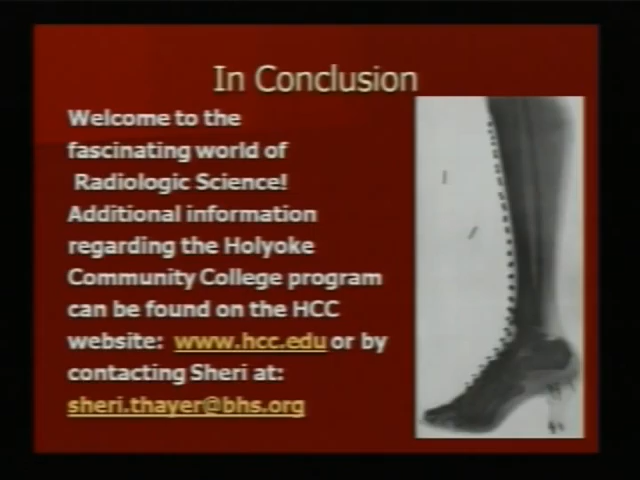 In Conclusion
Welcome to the
fascinating world of
Radiologic Science!
Additional information
regarding the Holyoke
Community College program
can be found on the HCC
website: www.hcc.edu or by
contacting Sheri at:
sheri.thayer@bhs.org